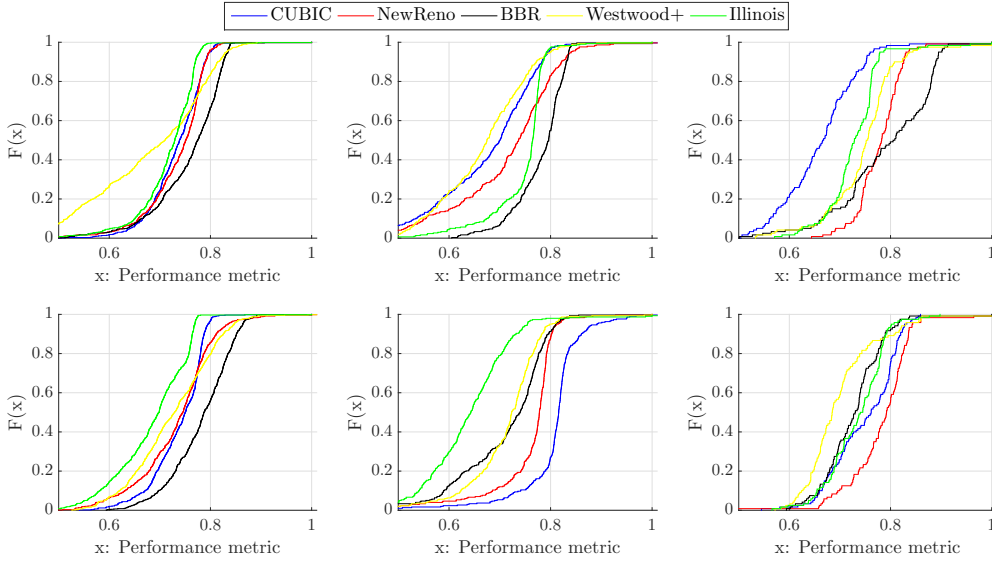 CUBIC NewReno BBR Westwood+ Illinois
1 1 1
0.8 0.8 0.8
0.6 0.6 0.6
0.4 0.4 0.4
0.2 0.2 0.2
0 0 0
F(x) F(x) F(x)
0.6 0.8 1 0.6 0.8 1 0.6 0.8 1
x: Performance metric x: Performance metric x: Performance metric
1 1 1
0.8 0.8 0.8
0.6 0.6 0.6
0.4 0.4 0.4
0.2 0.2 0.2
0 0 0
F(x) F(x) F(x)
0.6 0.8 1 0.6 0.8 1 0.6 0.8 1
x: Performance metric x: Performance metric x: Performance metric